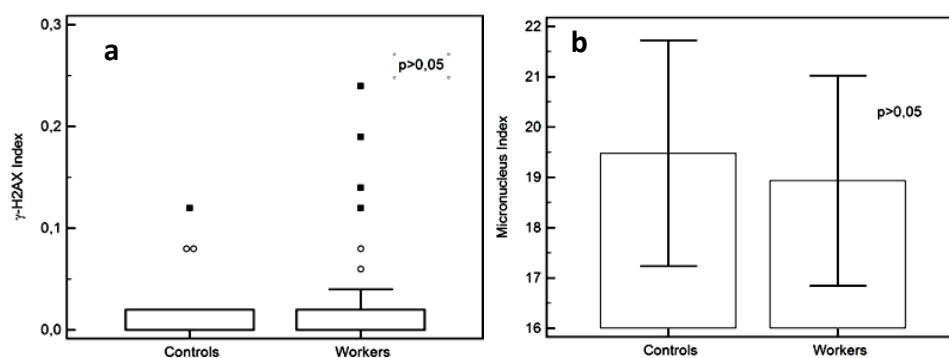 a
p>0,05
0,3
0,2
0,1
0,0
γ-H2AX Index
Controls
Workers
b
p>0,05
22
21
20
19
18
17
16
Micronucleus Index
Controls
Workers